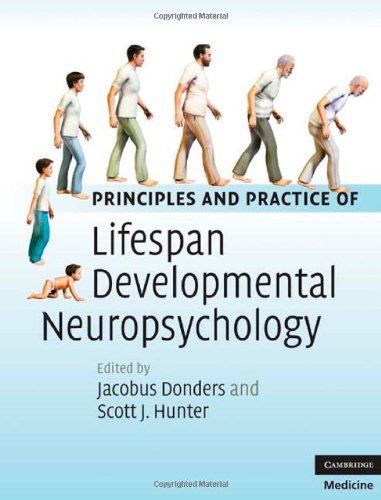 Copyrighted Material
PRINCIPLES AND PRACTICE OF
Lifespan
Developmental
Neuropsychology
Edited by
Jacobus Donders and
Scott J. Hunter
CAMBRIDGE
Medicine
Copyrighted Material